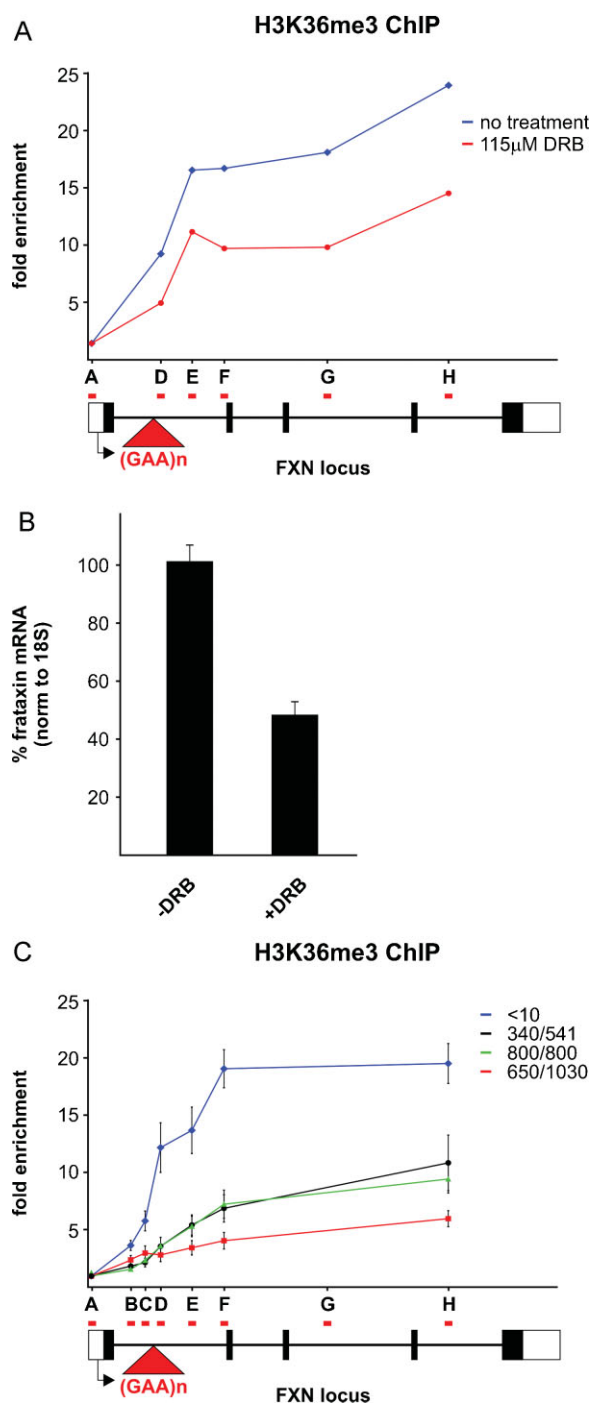 A
H3K36me3 ChIP
25
20
15
10
5
fold enrichment
no treatment
115μM DRB
A D E F G H
(GAA)n
FXN locus
B
100
80
60
40
20
% frataxin mRNA
(norm to 18S)
-DRB
+DRB
C
H3K36me3 ChIP
25
20
15
10
5
fold enrichment
<10
340/541
800/800
650/1030
A B C D E F G H
(GAA)n
FXN locus